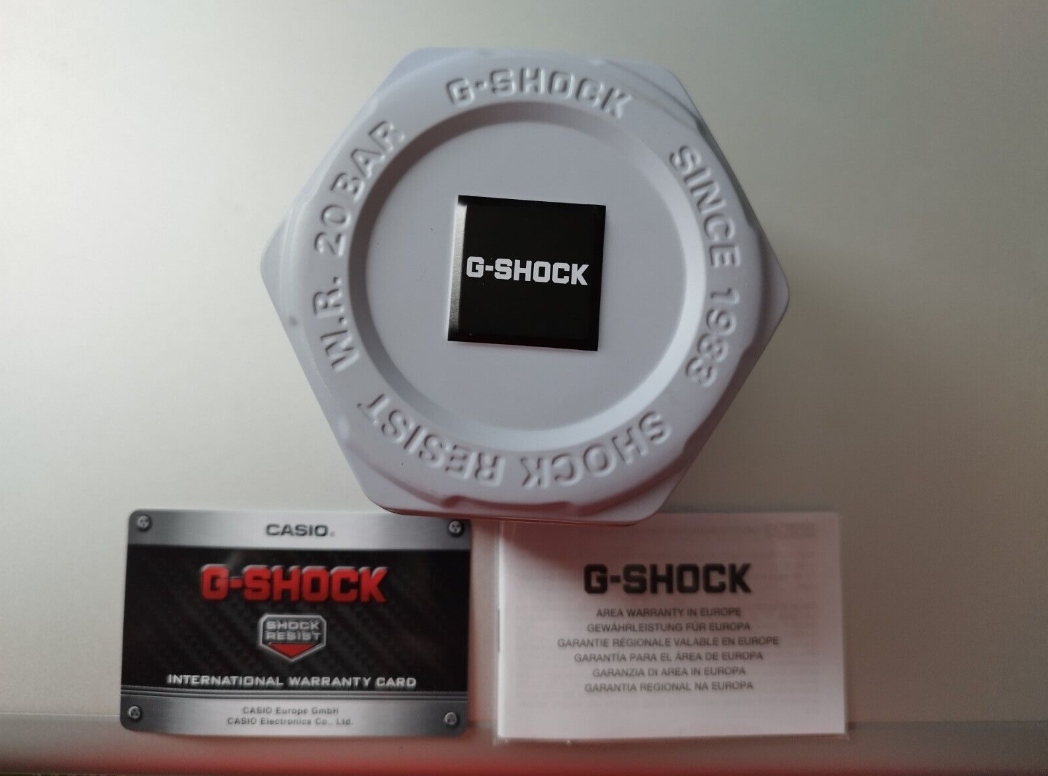 G-SHOCK
SINCE 1983
SHOCK RESIST
W.R. 20 BAR
G-SHOCK
CASIO
G-SHOCK
SHOCK
RESIST
INTERNATIONAL WARRANTY CARD
CASIO Europe GmbH
CASIO Electronics Co., Ltd.
G-SHOCK
AREA WARRANTY IN EUROPE
GEWÄHRLEISTUNG FÜR EUROPA
GARANTIE RÉGIONALE VALABLE EN EUROPE
GARANTÍA PARA EL ÁREA DE EUROPA
GARANZIA DI AREA IN EUROPA
GARANTIA REGIONAL NA EUROPA